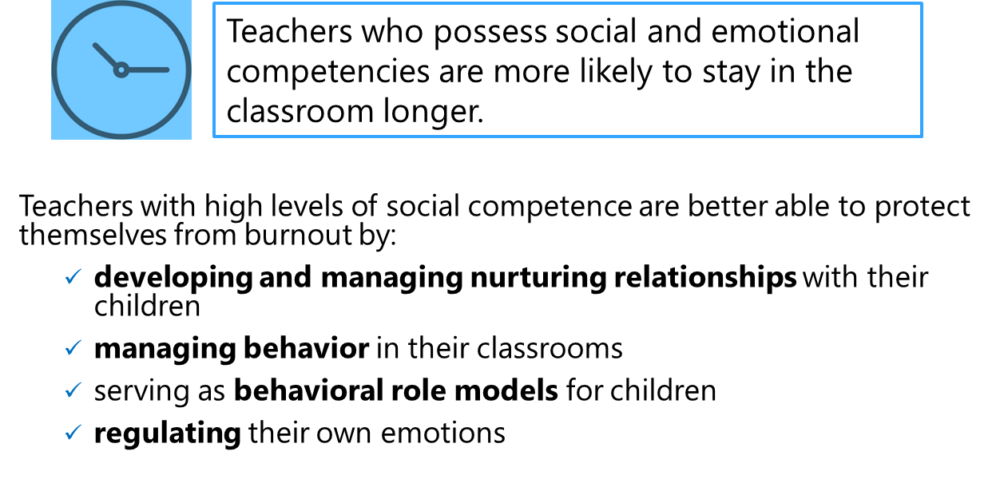 Teachers who possess social and emotional
competencies are more likely to stay in the
classroom longer.
Teachers with high levels of social competence are better able to protect
themselves from burnout by:
✓ developing and managing nurturing relationships with their
children
✓ managing behavior in their classrooms
✓ serving as behavioral role models for children
✓ regulating their own emotions